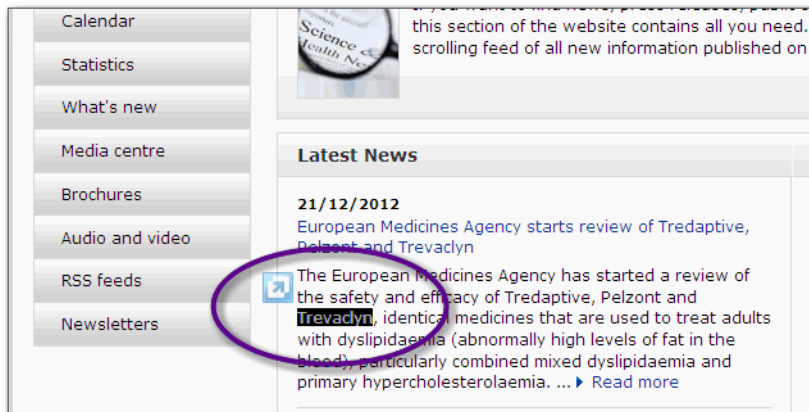 Calendar
Statistics
What's new
Media centre
Brochures
Audio and video
RSS feeds
Newsletters
this section of the website contains all you need.
scrolling feed of all new information published on
Science &
Health
Latest News
21/12/2012
European Medicines Agency starts review of Tredaptive,
Pelzont and Trevaclyn
The European Medicines Agency has started a review of
the safety and efficacy of Tredaptive, Pelzont and
Trevaclyn, identical medicines that are used to treat adults
with dyslipidaemia (abnormally high levels of fat in the
blood), particularly combined mixed dyslipidaemia and
primary hypercholesterolaemia. ... Read more